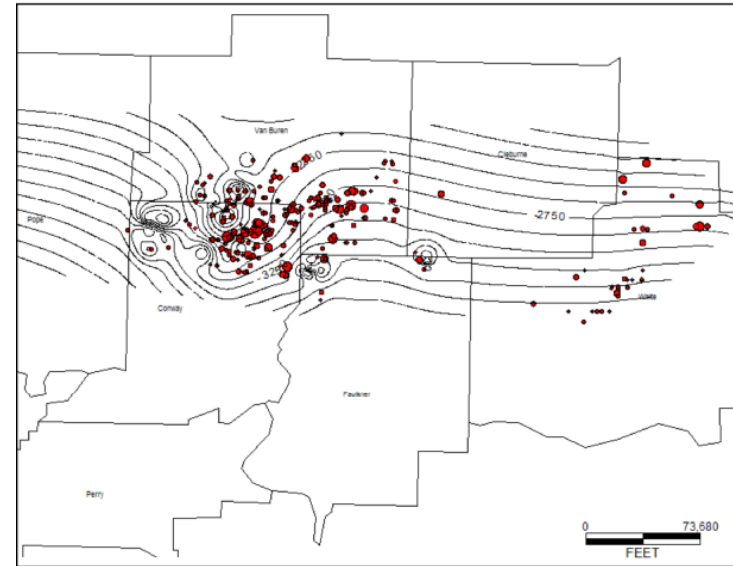 Van Buren
Cleburne
Pope
-2750
Conway
White
Faulkner
Perry
0 73,680
FEET